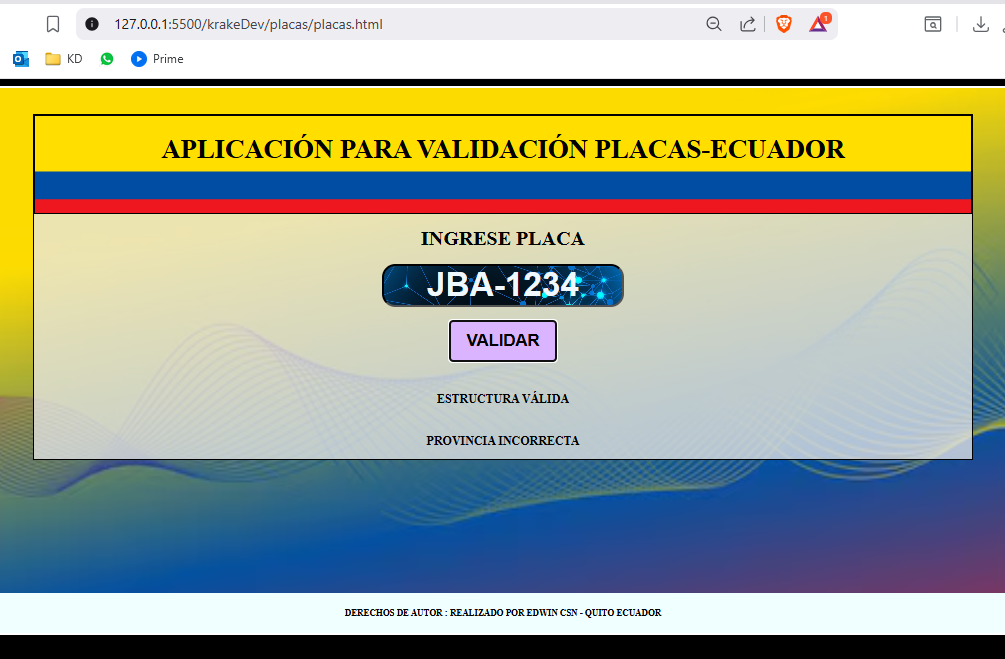 127.0.0.1:5500/krakeDev/placas/placas.html
1
KD
Prime
APLICACIÓN PARA VALIDACIÓN PLACAS-ECUADOR
INGRESE PLACA
JBA-1234
VALIDAR
ESTRUCTURA VÁLIDA
PROVINCIA INCORRECTA
DERECHOS DE AUTOR : REALIZADO POR EDWIN CSN - QUITO ECUADOR